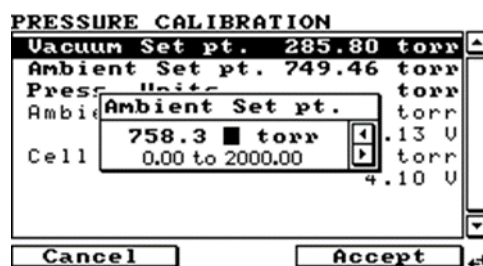 PRESSURE CALIBRATION
Vacuum Set pt. 285.80 torr
Ambient Set pt. 749.46 torr
Press Units torr
Ambie torr
Ambient Set pt.
758.3 torr
0.00 to 2000.00
.13 V
Cell torr
4.10 V
Cancel Accept